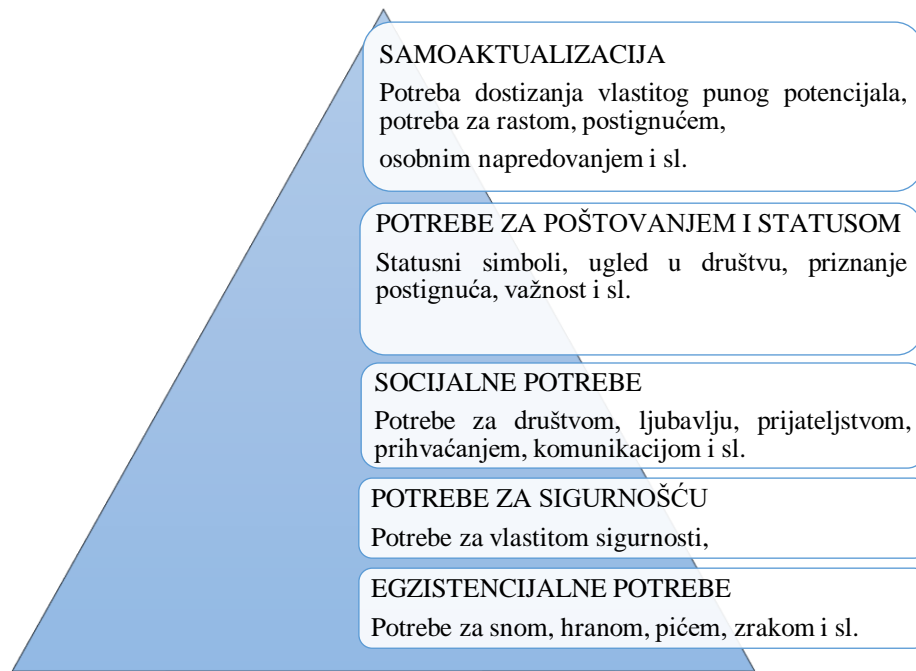 SAMOAKTUALIZACIJA
Potreba dostizanja vlastitog punog potencijala,
potreba za rastom, postignućem,
osobnim napredovanjem i sl.
POTREBE ZA POŠTOVANJEM I STATUSOM
Statusni simboli, ugled u društvu, priznanje
postignuća, važnost i sl.
SOCIJALNE POTREBE
Potrebe za društvom, ljubavlju, prijateljstvom,
prihvaćanjem, komunikacijom i sl.
POTREBE ZA SIGURNOŠĆU
Potrebe za vlastitom sigurnosti,
EGZISTENCIJALNE POTREBE
Potrebe za snom, hranom, pićem, zrakom i sl.